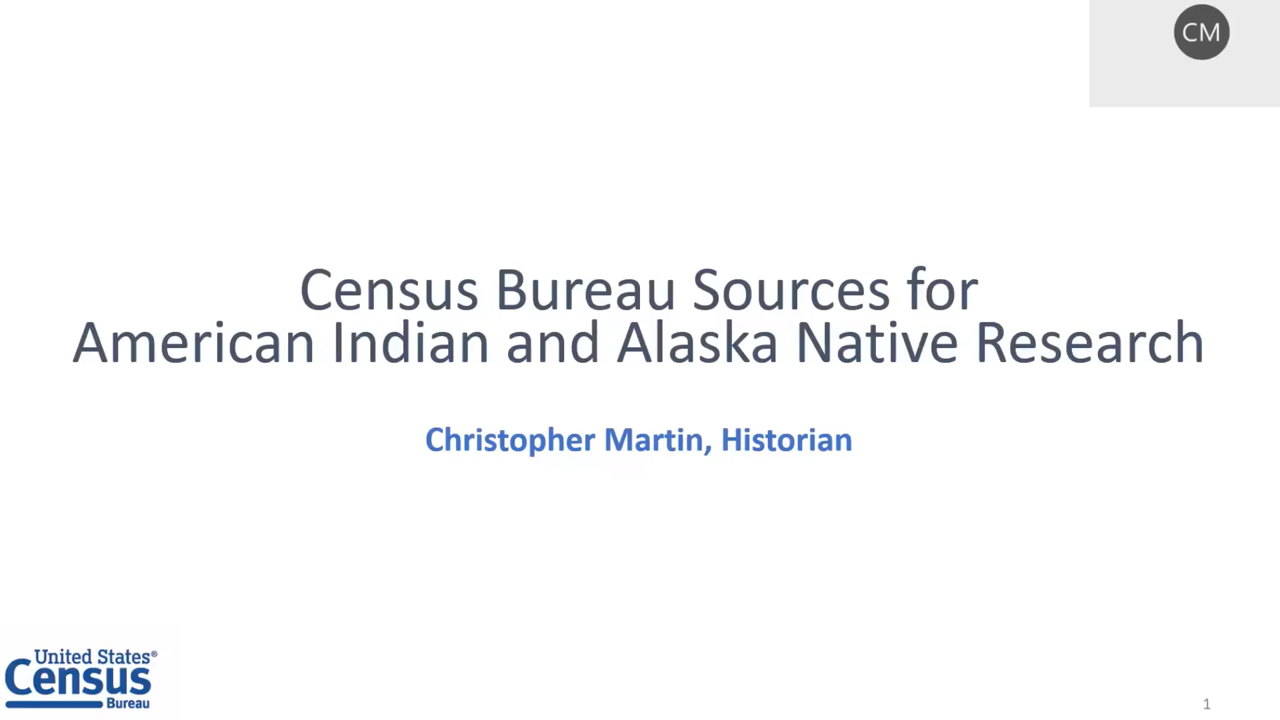 CM
Census Bureau Sources for
American Indian and Alaska Native Research
Christopher Martin, Historian
United States®
Census
Bureau
1